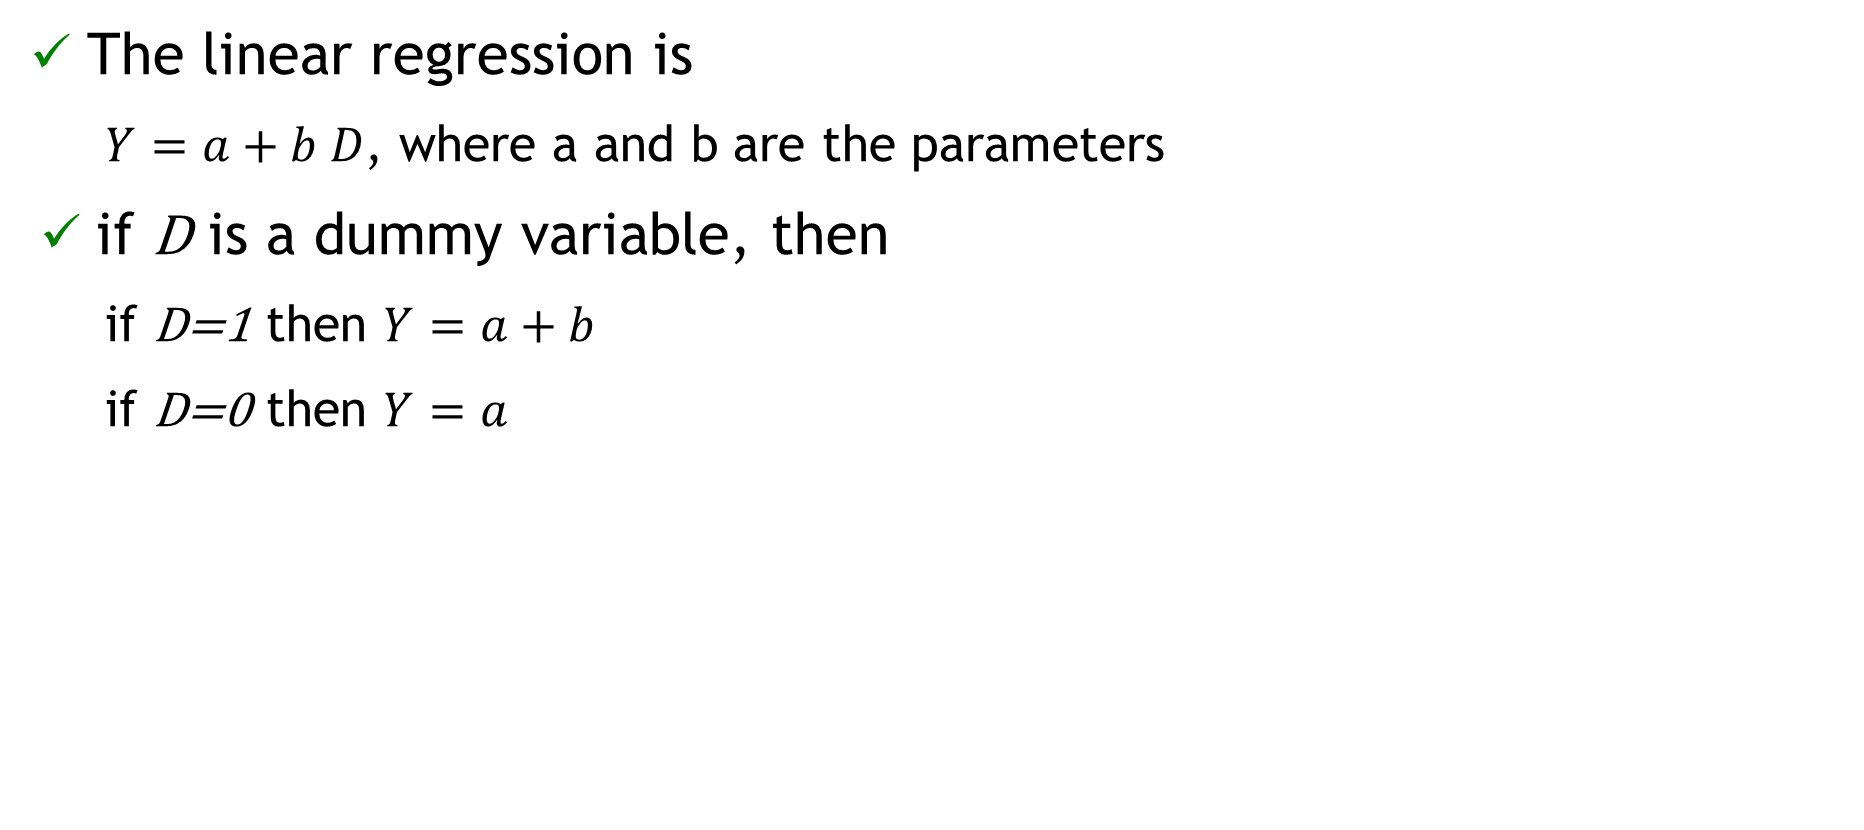 ✓ The linear regression is
Y = a + b D, where a and b are the parameters
✓ if D is a dummy variable, then
if D=1 then Y = a + b
if D=0 then Y = a